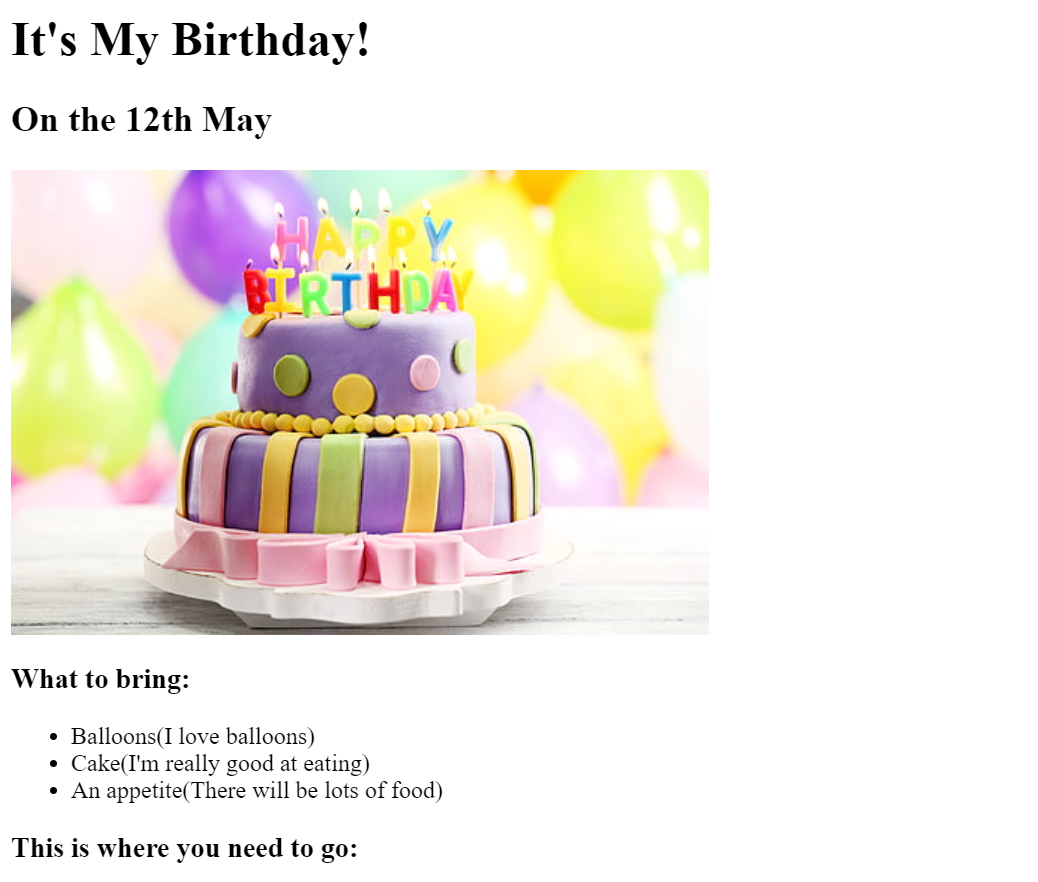 It's My Birthday!
On the 12th May
HAPPY
BIRTHDAY
What to bring:
Balloons(I love balloons)
Cake(I'm really good at eating)
An appetite(There will be lots of food)
This is where you need to go: